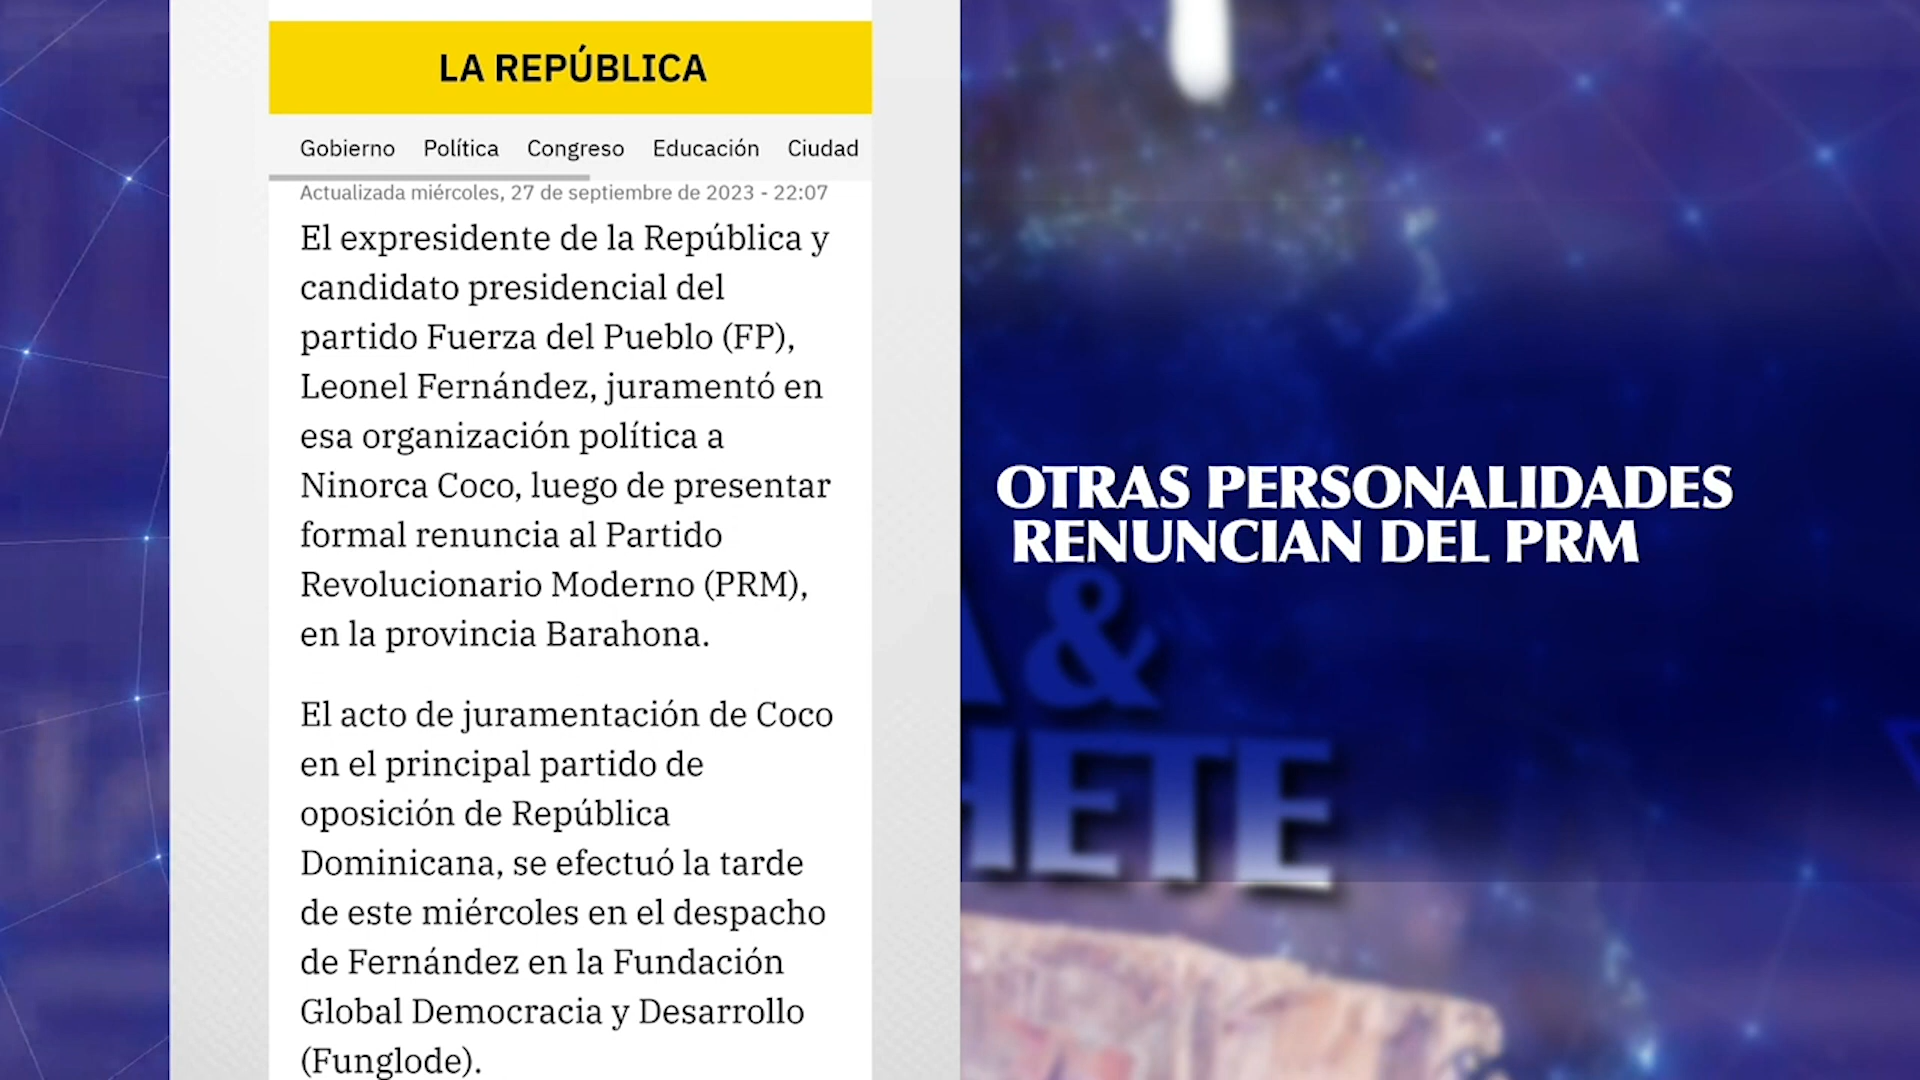 LA REPÚBLICA
Gobierno Política Congreso Educación Ciudad
Actualizada miércoles, 27 de septiembre de 2023 - 22:07
El expresidente de la República y
candidato presidencial del
partido Fuerza del Pueblo (FP),
Leonel Fernández, juramentó en
esa organización política a
Ninorca Coco, luego de presentar
formal renuncia al Partido
Revolucionario Moderno (PRM),
en la provincia Barahona.
El acto de juramentación de Coco
en el principal partido de
oposición de República
Dominicana, se efectuó la tarde
de este miércoles en el despacho
de Fernández en la Fundación
Global Democracia y Desarrollo
(Funglode).
OTRAS PERSONALIDADES
RENUNCIAN DEL PRM
&